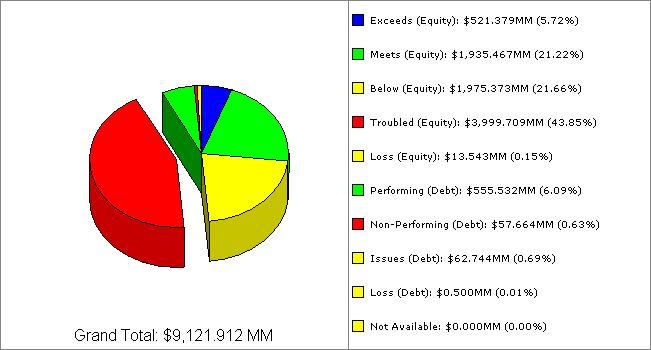 Exceeds (Equity): $521.379MM (5.72%)
Meets (Equity): $1,935.467MM (21.22%)
Below (Equity): $1,975.373MM (21.66%)
Troubled (Equity): $3,999.709MM (43.85%)
Loss (Equity): $13.543MM (0.15%)
Performing (Debt): $555.532MM (6.09%)
Non-Performing (Debt): $57.664MM (0.63%)
Issues (Debt): $62.744MM (0.69%)
Loss (Debt): $0.500MM (0.01%)
Not Available: $0.000MM (0.00%)
Grand Total: $9,121.912 MM